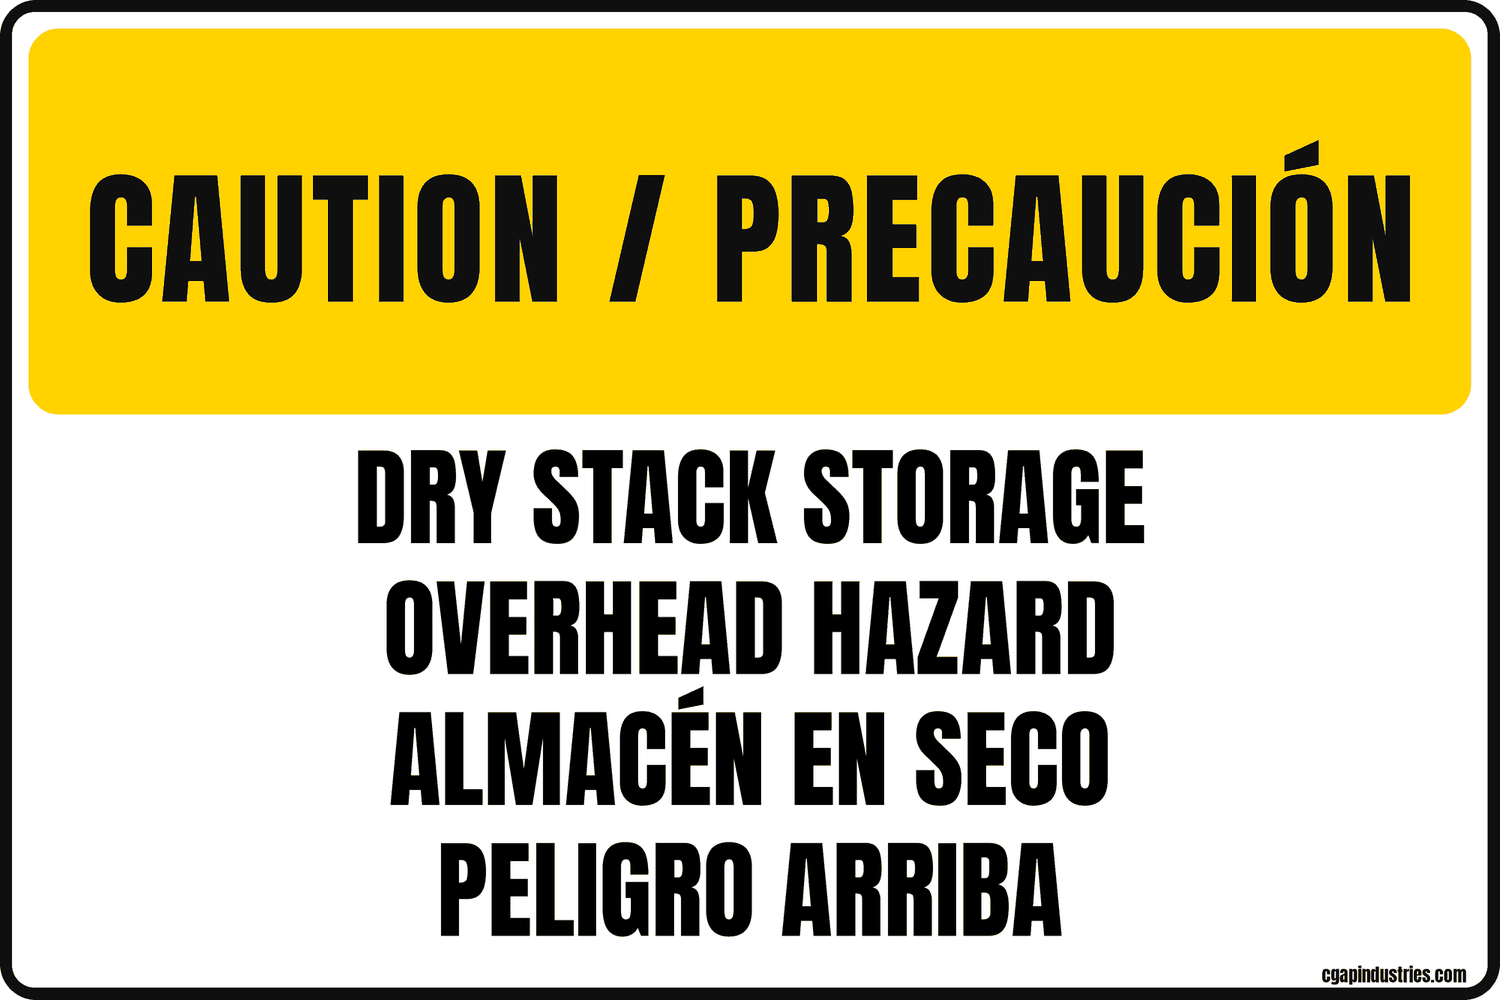 CAUTION / PRECAUCIÓN
DRY STACK STORAGE
OVERHEAD HAZARD
ALMACÉN EN SECO
PELIGRO ARRIBA
cgapindustries.com